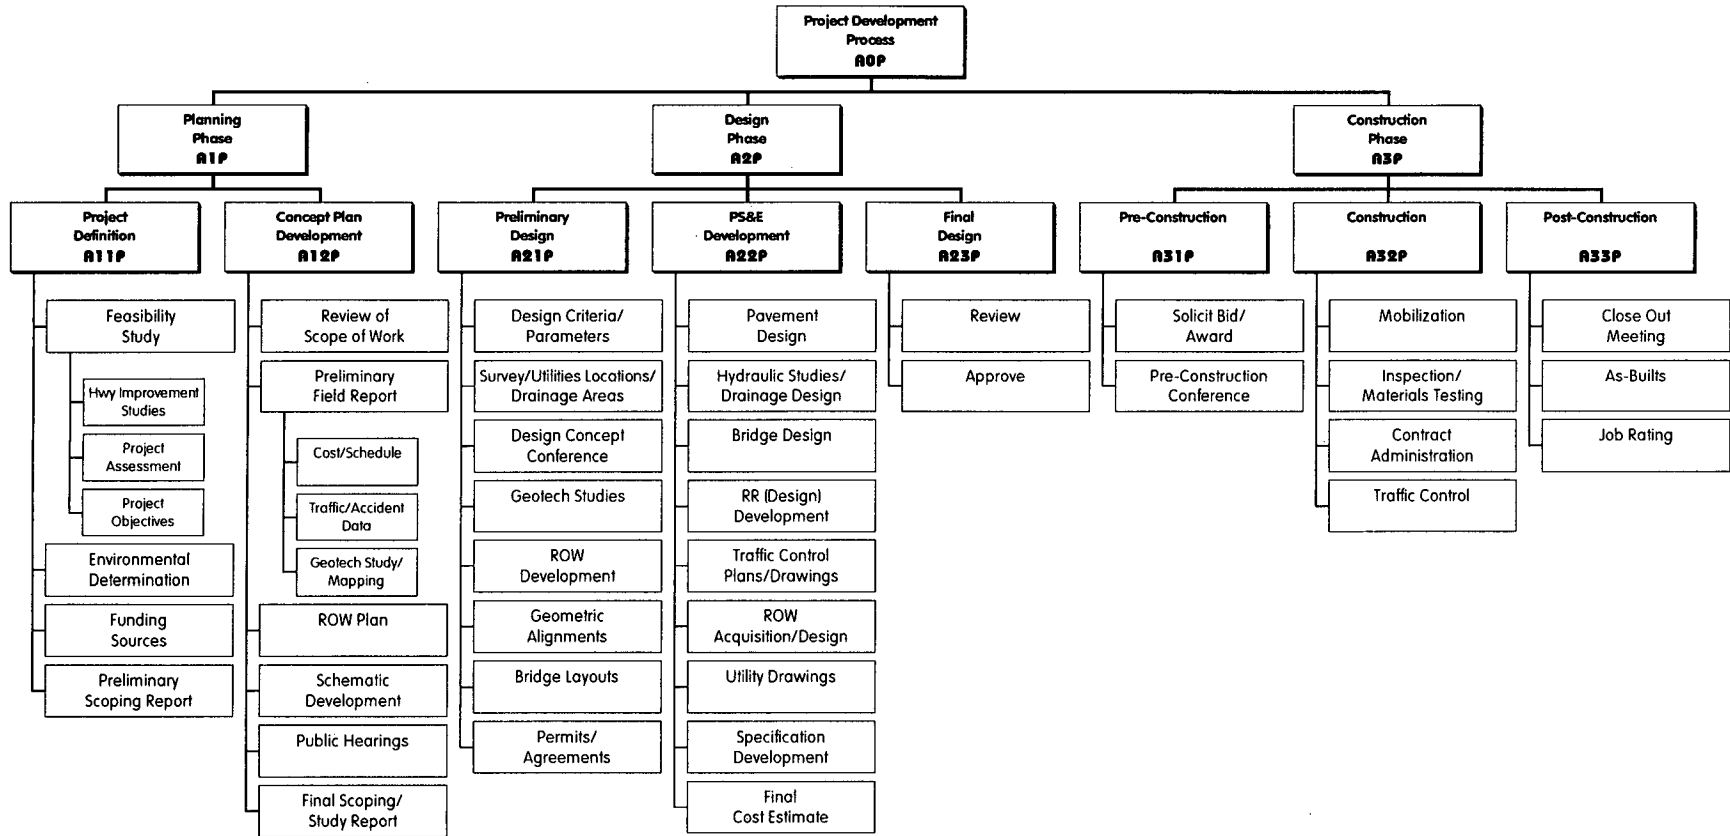 Project Development
Process
A0P
Planning
Phase
A1P
Design
Phase
A2P
Construction
Phase
A3P
Project
Definition
A11P
Concept Plan
Development
A12P
Preliminary
Design
A21P
PS&E
Development
A22P
Final
Design
A23P
Pre-Construction
A31P
Construction
A32P
Post-Construction
A33P
Feasibility
Study
Hwy Improvement
Studies
Project
Assessment
Project
Objectives
Environmental
Determination
Funding
Sources
Preliminary
Scoping Report
Review of
Scope of Work
Preliminary
Field Report
Cost/Schedule
Traffic/Accident
Data
Geotech Study/
Mapping
ROW Plan
Schematic
Development
Public Hearings
Final Scoping/
Study Report
Design Criteria/
Parameters
Survey/Utilities Locations/
Drainage Areas
Design Concept
Conference
Geotech Studies
ROW
Development
Geometric
Alignments
Bridge Layouts
Permits/
Agreements
Pavement
Design
Hydraulic Studies/
Drainage Design
Bridge Design
RR (Design)
Development
Traffic Control
Plans/Drawings
ROW
Acquisition/Design
Utility Drawings
Specification
Development
Final
Cost Estimate
Review
Approve
Solicit Bid/
Award
Pre-Construction
Conference
Mobilization
Inspection/
Materials Testing
Contract
Administration
Traffic Control
Close Out
Meeting
As-Builts
Job Rating